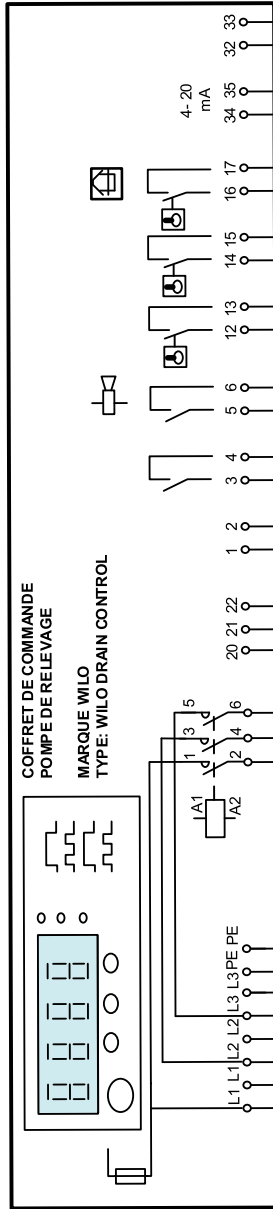 COFFRET DE COMMANDE
POMPE DE RELEVAGE
MARQUE WILO
TYPE: WILO DRAIN CONTROL
4- 20
mA
A1
A2
1 3 5
2 4 6
L1 L1 L2 L2 L3 L3 PE PE
20 21 22
1 2
3 4
5 6
12 13
14 15
16 17
34 35
32 33